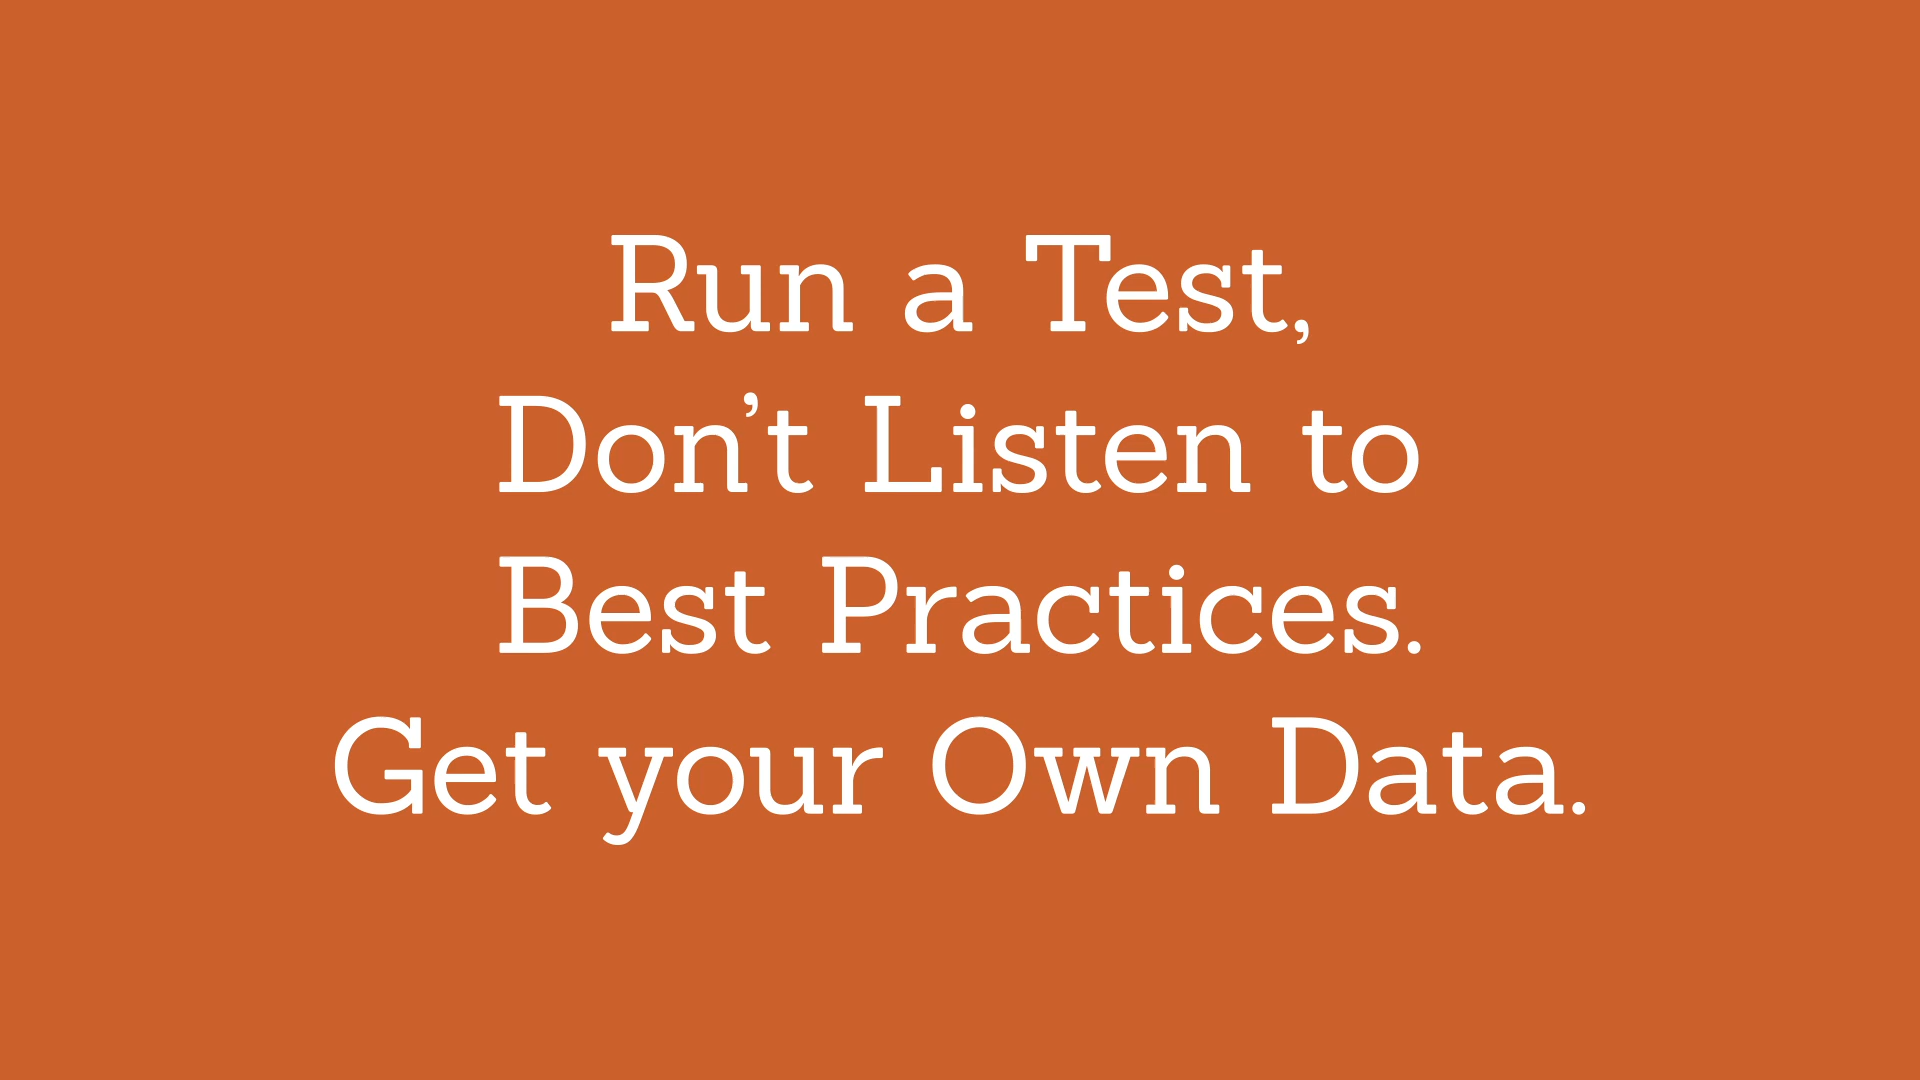 Run a Test,
Don’t Listen to
Best Practices.
Get your Own Data.